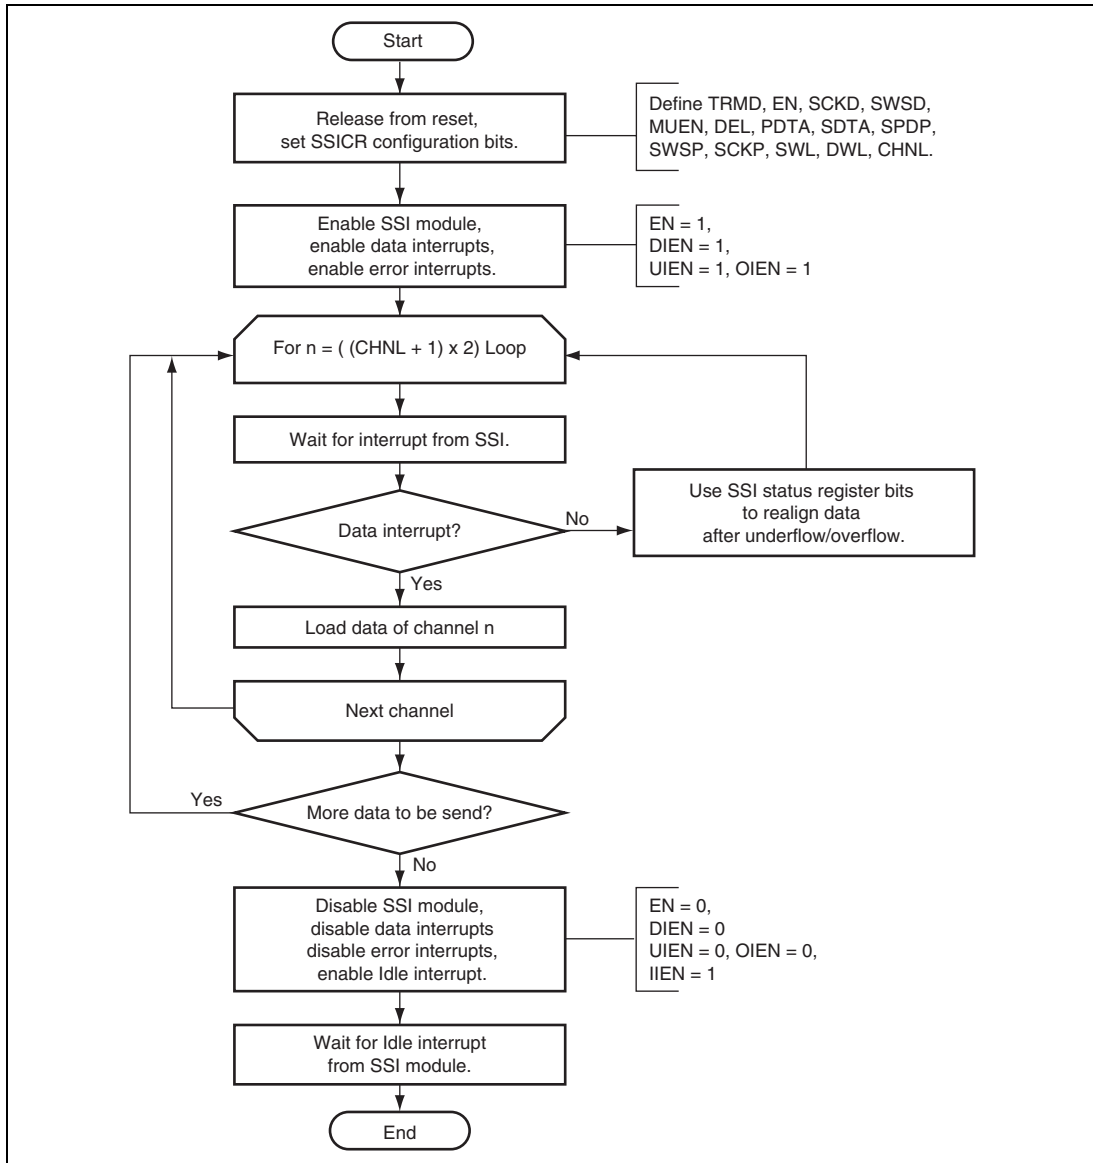 Start
Release from reset,
set SSICR configuration bits.
Define TRMD, EN, SCKD, SWSD,
MUEN, DEL, PDTA, SDTA, SPDP,
SWSP, SCKP, SWL, DWL, CHNL.
Enable SSI module,
enable data interrupts,
enable error interrupts.
EN = 1,
DIEN = 1,
UIEN = 1, OIEN = 1
For n = ( (CHNL + 1) x 2) Loop
Wait for interrupt from SSI.
Data interrupt?
No
Use SSI status register bits
to realign data
after underflow/overflow.
Yes
Load data of channel n
Next channel
Yes
More data to be send?
No
Disable SSI module,
disable data interrupts
disable error interrupts,
enable Idle interrupt.
EN = 0,
DIEN = 0
UIEN = 0, OIEN = 0,
IIEN = 1
Wait for Idle interrupt
from SSI module.
End